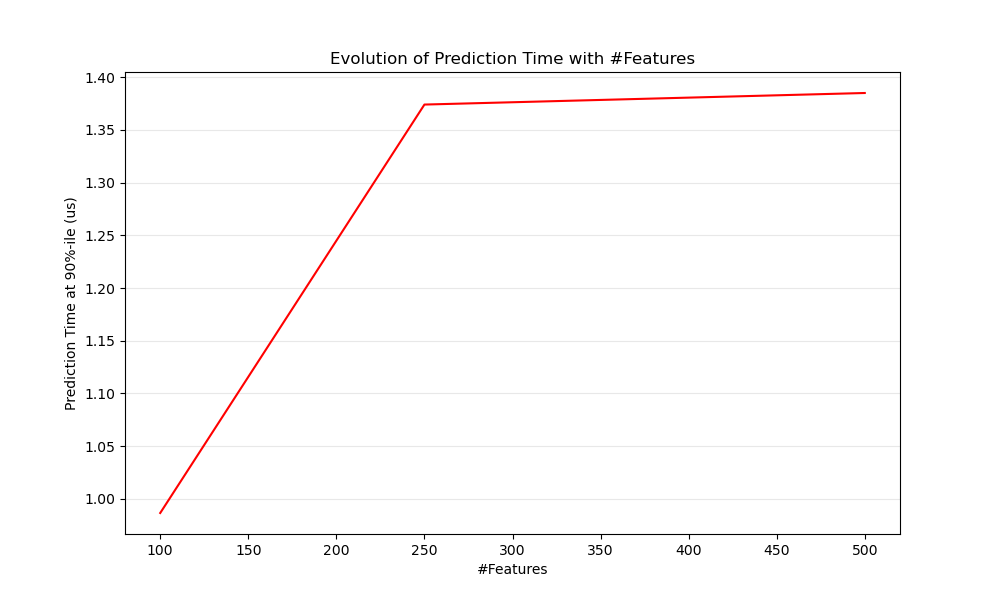 Evolution of Prediction Time with #Features
Prediction Time at 90%-ile (us)
1.40
1.35
1.30
1.25
1.20
1.15
1.10
1.05
1.00
100 150 200 250 300 350 400 450 500
#Features